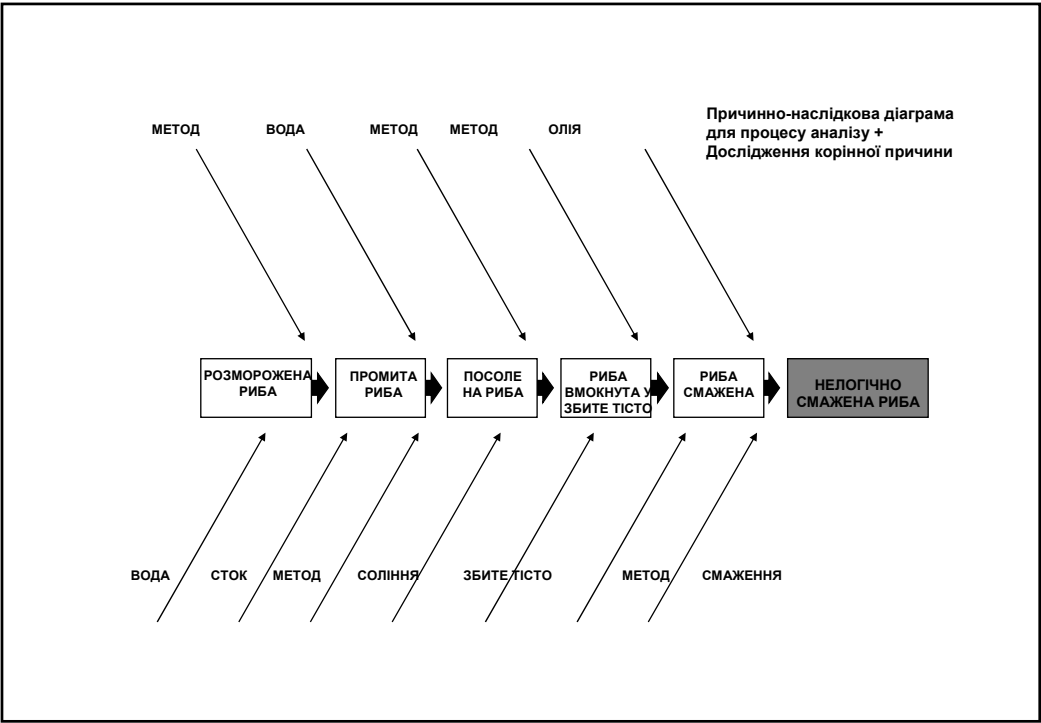 Причинно-наслідкова діаграма
для процесу аналізу +
Дослідження корінної причини
МЕТОД ВОДА МЕТОД МЕТОД ОЛІЯ
РОЗМОРОЖЕНА
РИБА
ПРОМИТА
РИБА
ПОСОЛЕ
НА РИБА
РИБА
ВМОКНУТА У
ЗБИТЕ ТІСТО
РИБА
СМАЖЕНА
НЕЛОГІЧНО
СМАЖЕНА РИБА
ВОДА СТОК МЕТОД СОЛІННЯ ЗБИТЕ ТІСТО МЕТОД СМАЖЕННЯ